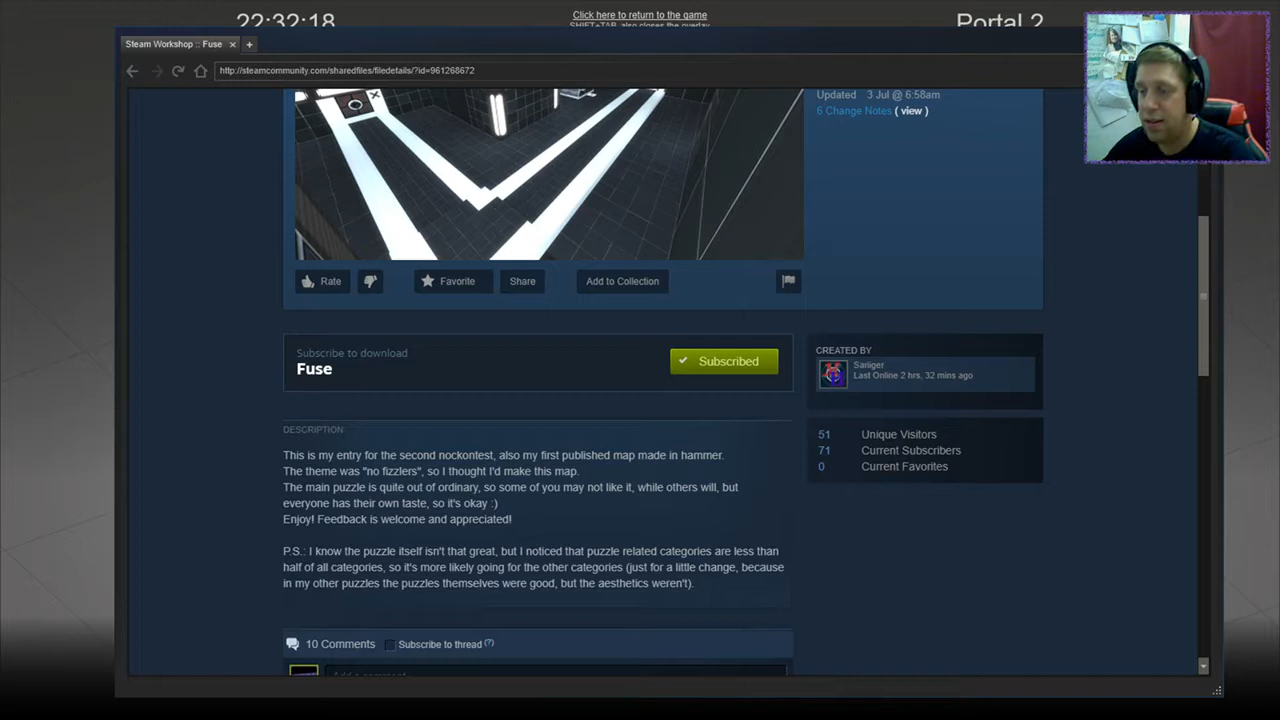 22:32:18
Click here to return to the game
SHIFT+TAB also closes the overlay
Portal 2
Steam Workshop :: Fuse
http://steamcommunity.com/sharedfiles/filedetails/?id=961268672
Updated 3 Jul @ 6:58am
6 Change Notes ( view )
Rate
Favorite
Share
Add to Collection
Subscribe to download
Fuse
Subscribed
CREATED BY
Sariiger
Last Online 2 hrs, 32 mins ago
51 Unique Visitors
71 Current Subscribers
0 Current Favorites
DESCRIPTION
This is my entry for the second nockontest, also my first published map made in hammer.
The theme was "no fizzlers", so I thought I'd make this map.
The main puzzle is quite out of ordinary, so some of you may not like it, while others will, but
everyone has their own taste, so it's okay :)
Enjoy! Feedback is welcome and appreciated!
P.S.: I know the puzzle itself isn't that great, but I noticed that puzzle related categories are less than
half of all categories, so it's more likely going for the other categories (just for a little change, because
in my other puzzles the puzzles themselves were good, but the aesthetics weren't).
10 Comments
Subscribe to thread (?)
Add a comment